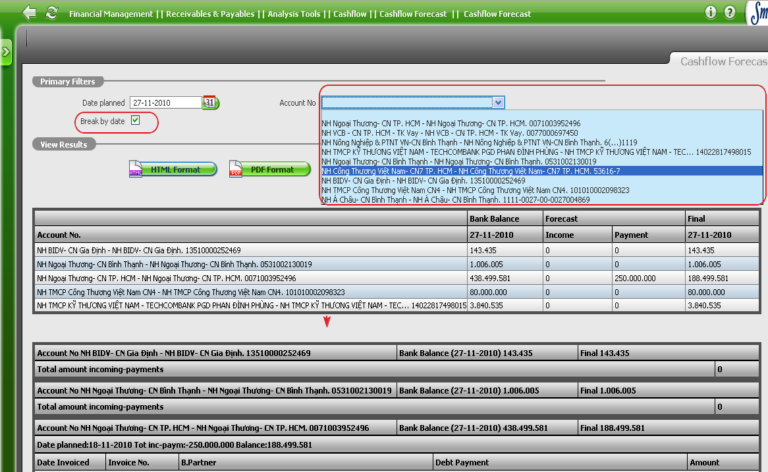 Financial Management || Receivables & Payables || Analysis Tools || Cashflow || Cashflow Forecast || Cashflow Forecast
Cashflow Forecas
Primary Filters
Date planned 27-11-2010 31 Account No
Break by date
NH Ngoại Thương- CN TP. HCM - NH Ngoại Thương- CN TP. HCM. 0071003952496
NH VCB - CN TP. HCM - TK Vay - NH VCB - CN TP. HCM - TK Vay. 0077000697450
NH Nông Nghiệp & PTNT VN-CN Bình Thạnh - NH Nông Nghiệp & PTNT VN-CN Bình Thạnh. 6(...)1119
NH TMCP KỸ THƯƠNG VIỆT NAM - TECHCOMBANK PGD PHAN ĐÌNH PHÙNG - NH TMCP KỸ THƯƠNG VIỆT NAM - TEC... 14022817498015
NH Ngoại Thương- CN Bình Thạnh - NH Ngoại Thương- CN Bình Thạnh. 0531002130019
NH Công Thương Việt Nam- CN7 TP. HCM - NH Công Thương Việt Nam- CN7 TP. HCM. 53616-7
NH BIDV- CN Gia Định - NH BIDV- CN Gia Định. 13510000252469
NH TMCP Công Thương Việt Nam CN4 - NH TMCP Công Thương Việt Nam CN4. 101010002098323
NH Á Châu- CN Bình Thạnh - NH Á Châu- CN Bình Thạnh. 1111-0027-00-0027004869
View Results
HTML Format PDF Format
Bank Balance Forecast Final
Account No. 27-11-2010 Income Payment 27-11-2010
NH BIDV- CN Gia Định - NH BIDV- CN Gia Định. 13510000252469 143.435 0 0 143.435
NH Ngoại Thương- CN Bình Thạnh - NH Ngoại Thương- CN Bình Thạnh. 0531002130019 1.006.005 0 0 1.006.005
NH Ngoại Thương- CN TP. HCM - NH Ngoại Thương- CN TP. HCM. 0071003952496 438.499.581 0 250.000.000 188.499.581
NH TMCP Công Thương Việt Nam CN4 - NH TMCP Công Thương Việt Nam CN4. 101010002098323 80.000.000 0 0 80.000.000
NH TMCP KỸ THƯƠNG VIỆT NAM - TECHCOMBANK PGD PHAN ĐÌNH PHÙNG - NH TMCP KỸ THƯƠNG VIỆT NAM - TEC... 14022817498015 3.840.535 0 0 3.840.535
Account No NH BIDV- CN Gia Định - NH BIDV- CN Gia Định. 13510000252469 Bank Balance (27-11-2010) 143.435 Final 143.435
Total amount incoming-payments 0
Account No NH Ngoại Thương- CN Bình Thạnh - NH Ngoại Thương- CN Bình Thạnh. 0531002130019 Bank Balance (27-11-2010) 1.006.005 Final 1.006.005
Total amount incoming-payments 0
Account No NH Ngoại Thương- CN TP. HCM - NH Ngoại Thương- CN TP. HCM. 0071003952496 Bank Balance (27-11-2010) 438.499.581 Final 188.499.581
Date planned:18-11-2010 Tot inc-paym:-250.000.000 Balance:188.499.581
Date Invoiced Invoice No. B.Partner Debt Payment Amount